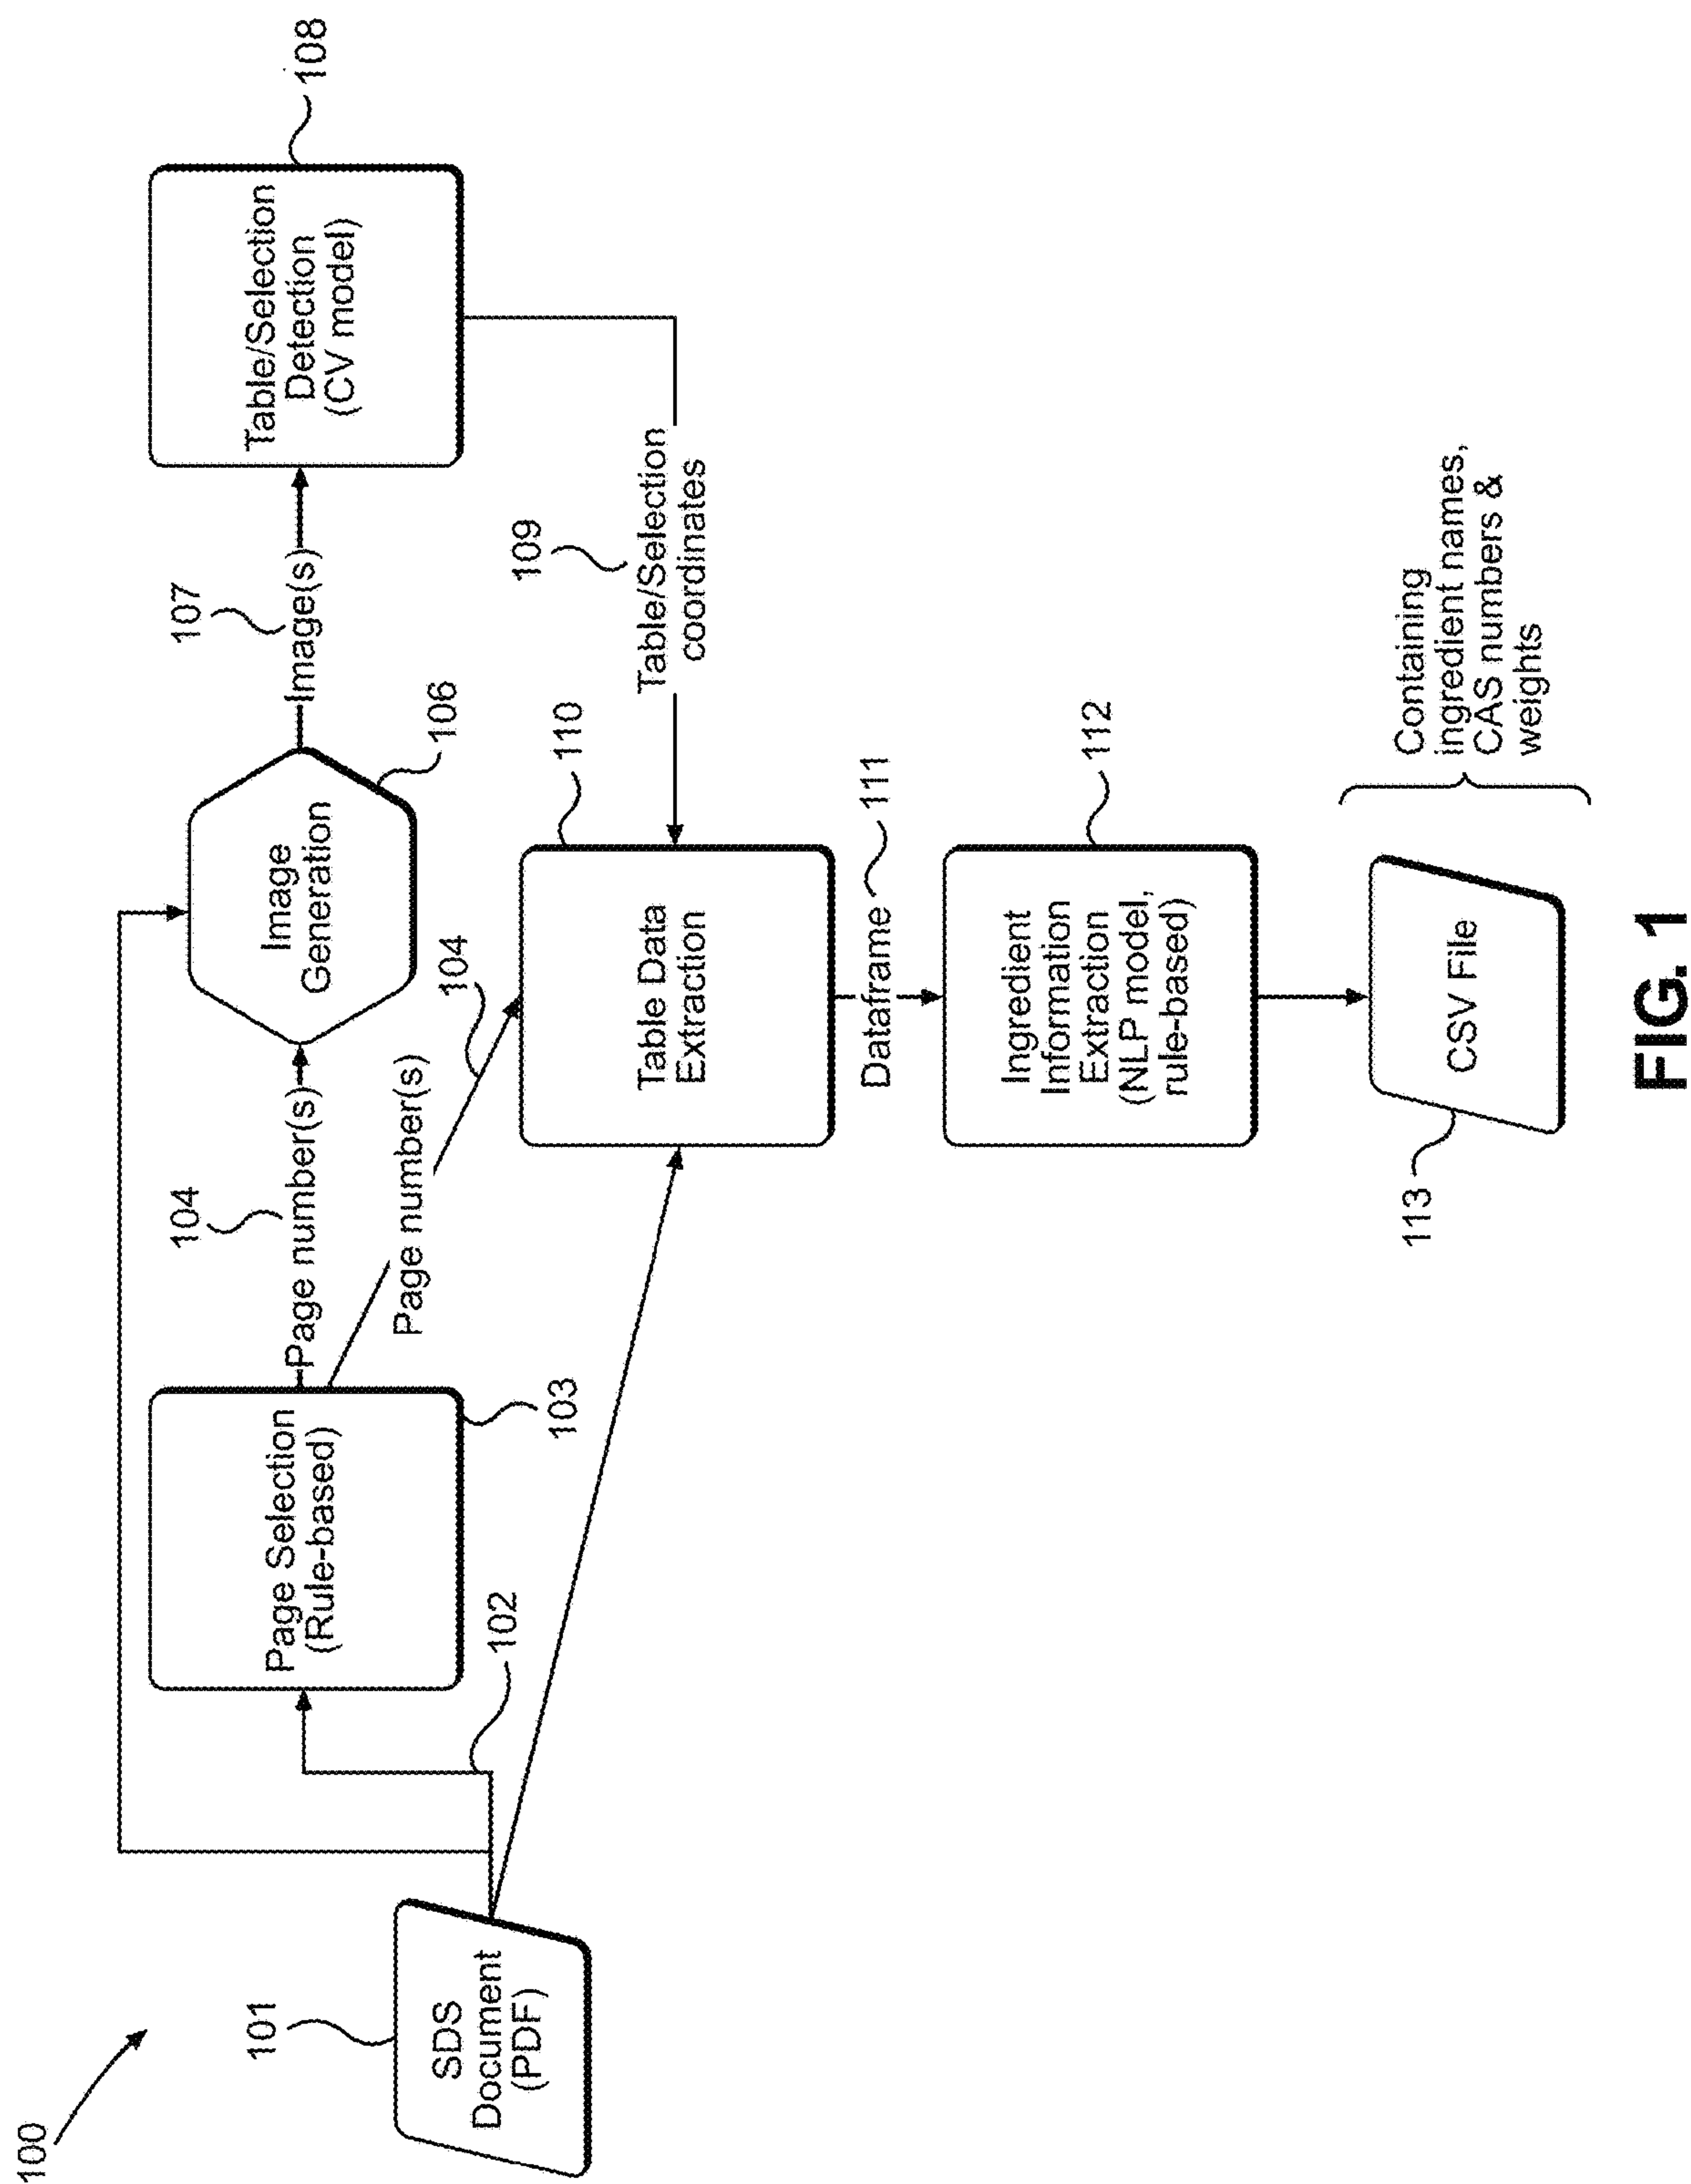 100
101
SDS
Document
(PDF)
102
Page Selection
(Rule-based)
103
104
Page number(s)
Page number(s)
104
Image
Generation
106
107
Image(s)
Table/Selection
Detection
(CV model)
108
109
Table/Selection
coordinates
Table Data
Extraction
110
Dataframe
111
Ingredient
Information
Extraction
(NLP model,
rule-based)
112
CSV File
113
Containing
ingredient names,
CAS numbers &
weights
FIG. 1